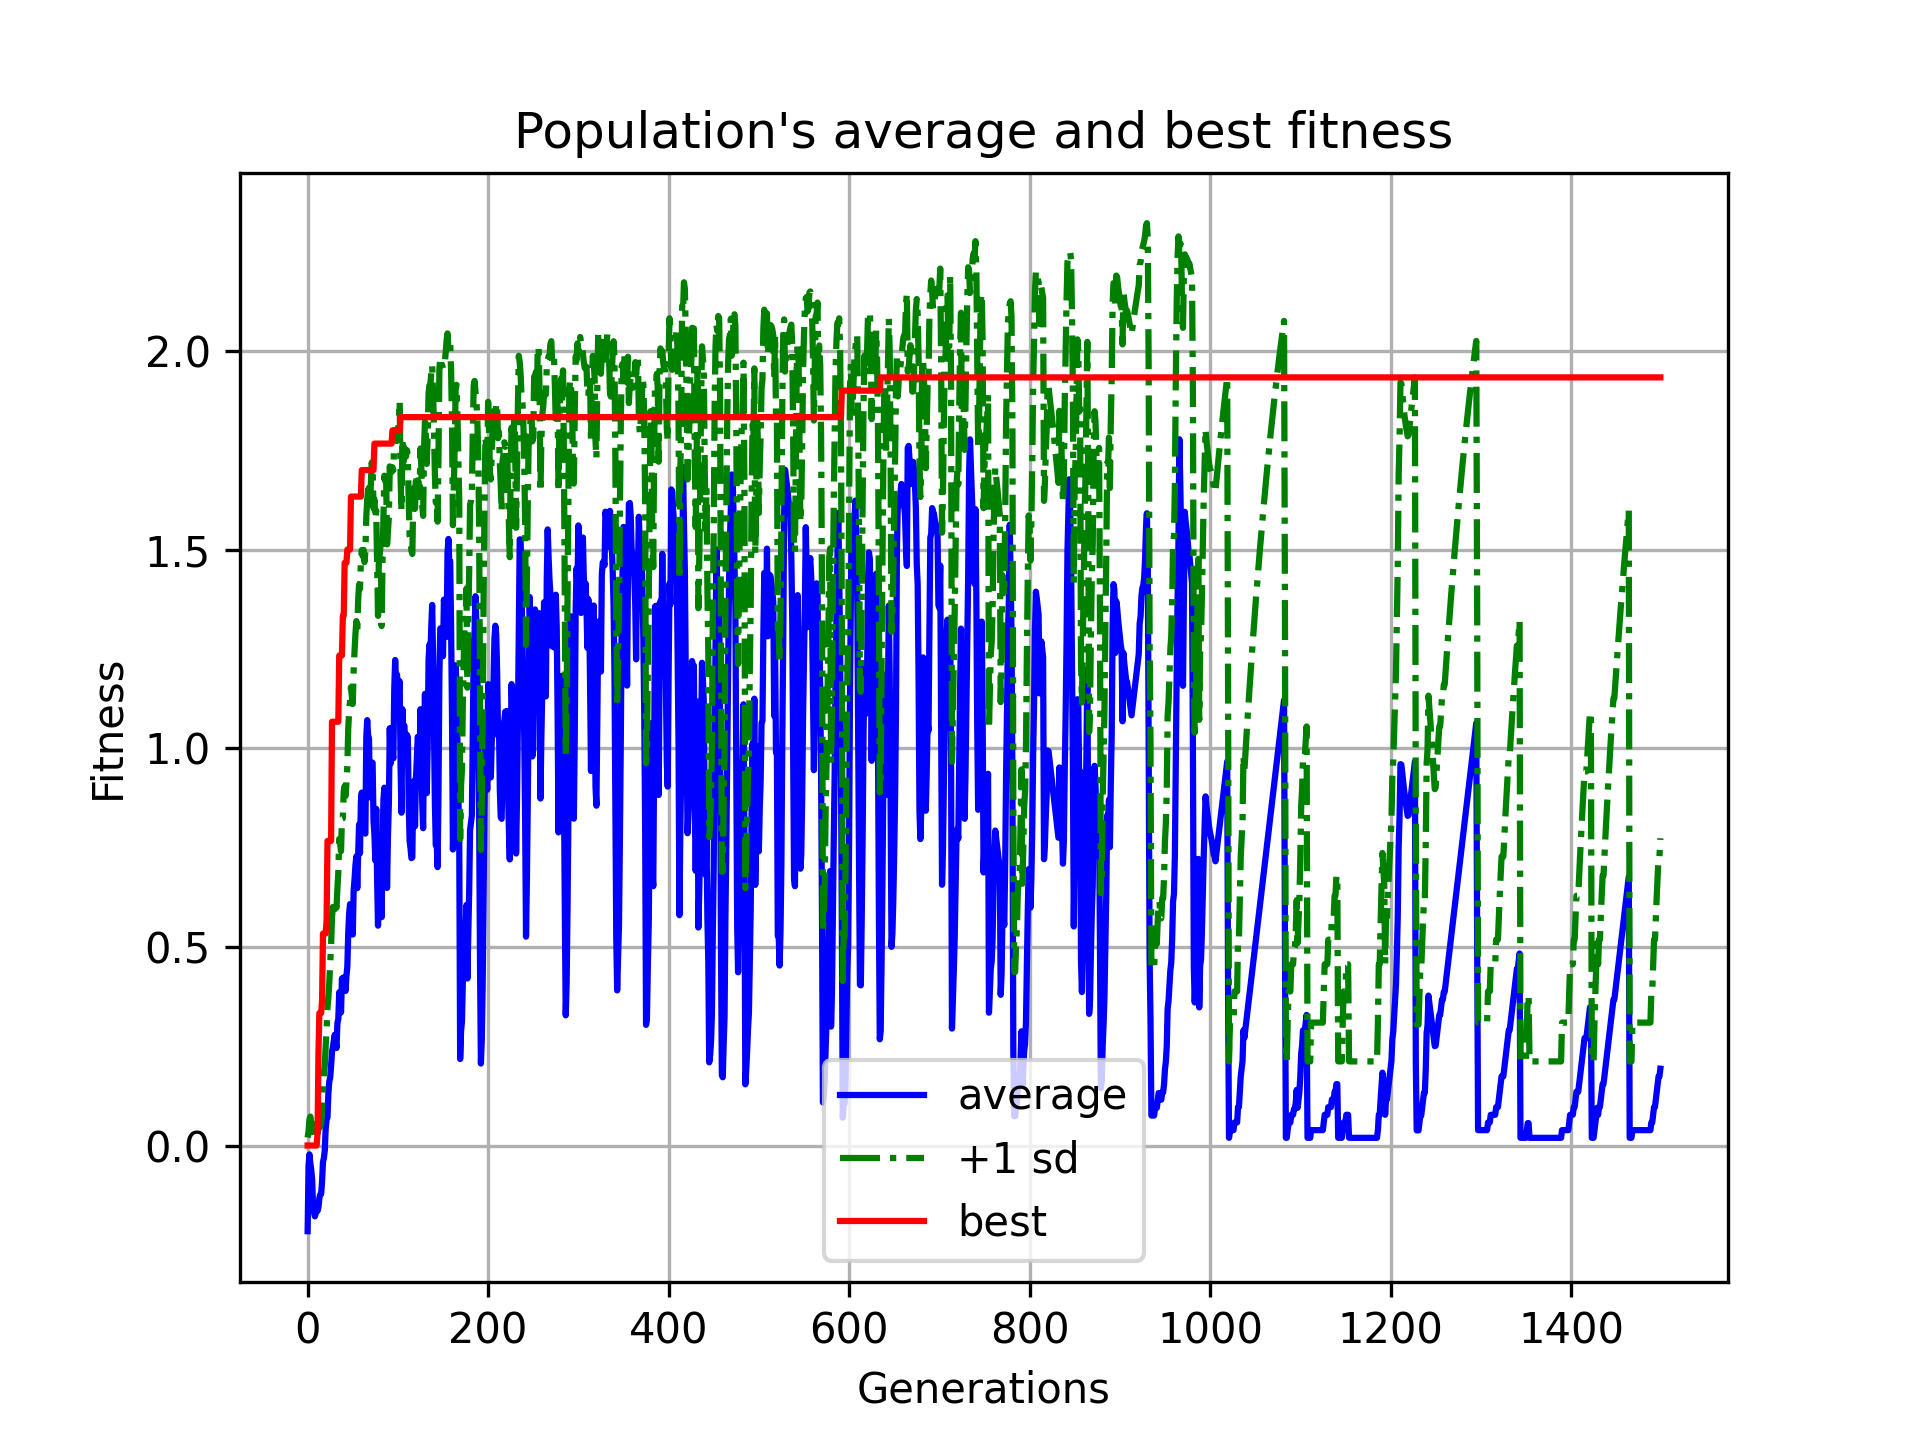 Population's average and best fitness
Fitness
2.0
1.5
1.0
0.5
0.0
average
+1 sd
best
0 200 400 600 800 1000 1200 1400
Generations